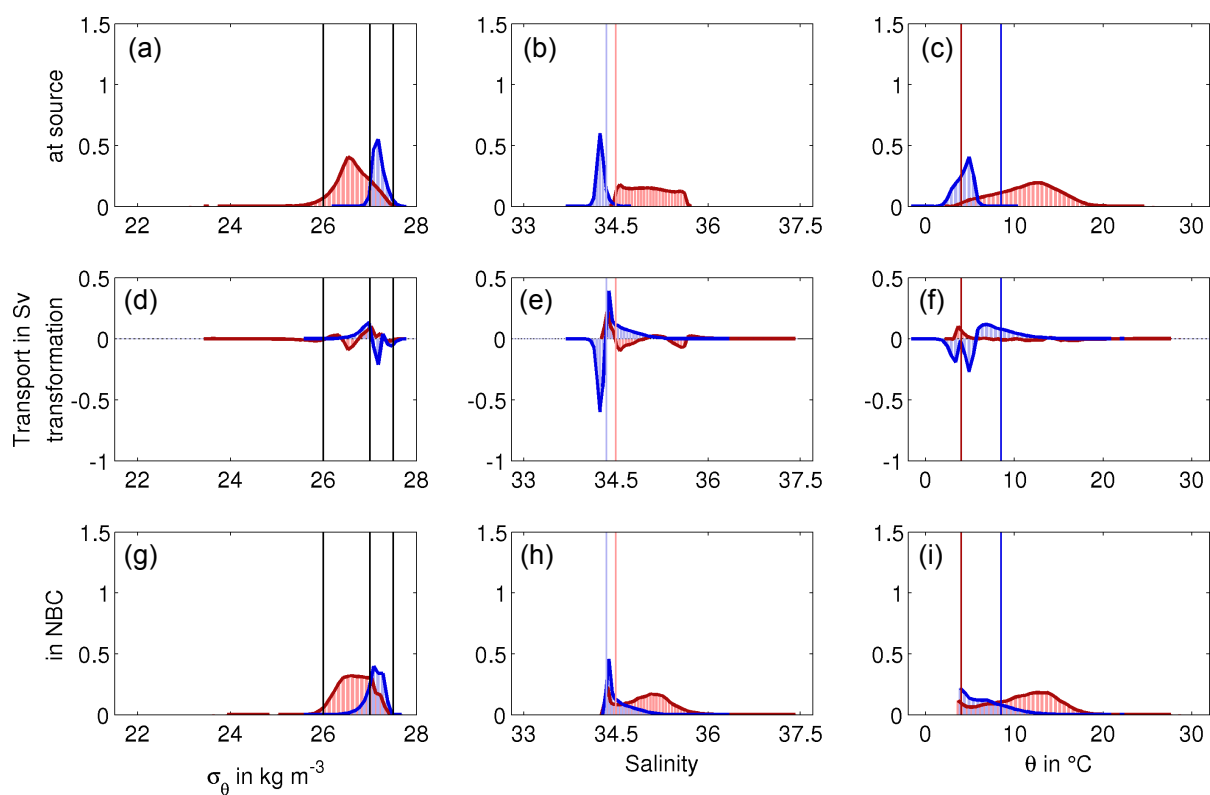 (a) (b) (c)
at source
1.5 1 0.5 0
22 24 26 28
1.5 1 0.5 0
33 34.5 36 37.5
1.5 1 0.5 0
0 10 20 30
(d) (e) (f)
Transport in Sv
transformation
0.5 0 -0.5 -1
22 24 26 28
0.5 0 -0.5 -1
33 34.5 36 37.5
0.5 0 -0.5 -1
0 10 20 30
(g) (h) (i)
in NBC
1.5 1 0.5 0
22 24 26 28
1.5 1 0.5 0
33 34.5 36 37.5
1.5 1 0.5 0
0 10 20 30
σθ in kg m-3
Salinity
θ in °C